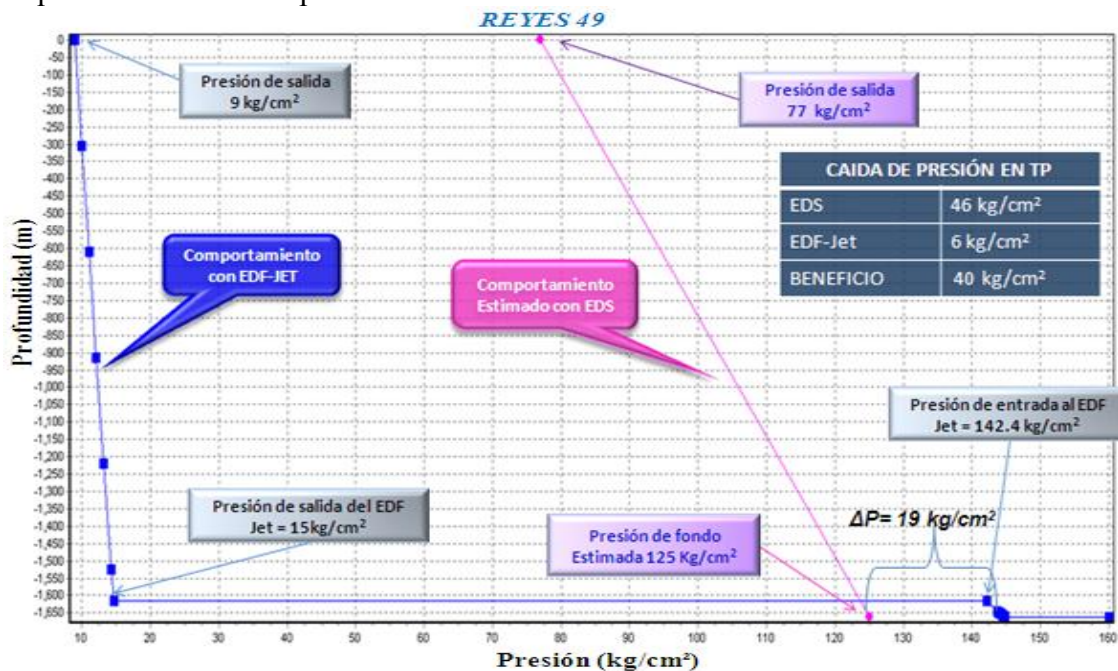 REYES 49
Presión de salida
9 kg/cm²
Presión de salida
77 kg/cm²
CAIDA DE PRESIÓN EN TP
EDS 46 kg/cm²
EDF-Jet 6 kg/cm²
BENEFICIO 40 kg/cm²
Comportamiento
con EDF-JET
Comportamiento
Estimado con EDS
Presión de entrada al EDF
Jet = 142.4 kg/cm²
Presión de salida del EDF
Jet = 15kg/cm²
Presión de fondo
Estimada 125 Kg/cm²
ΔP= 19 kg/cm²
Profundidad (m)
0
-50
-100
-150
-200
-250
-300
-350
-400
-450
-500
-550
-600
-650
-700
-750
-800
-850
-900
-950
-1,000
-1,050
-1,100
-1,150
-1,200
-1,250
-1,300
-1,350
-1,400
-1,450
-1,500
-1,550
-1,600
-1,650
10 20 30 40 50 60 70 80 90 100 110 120 130 140 150 160
Presión (kg/cm²)